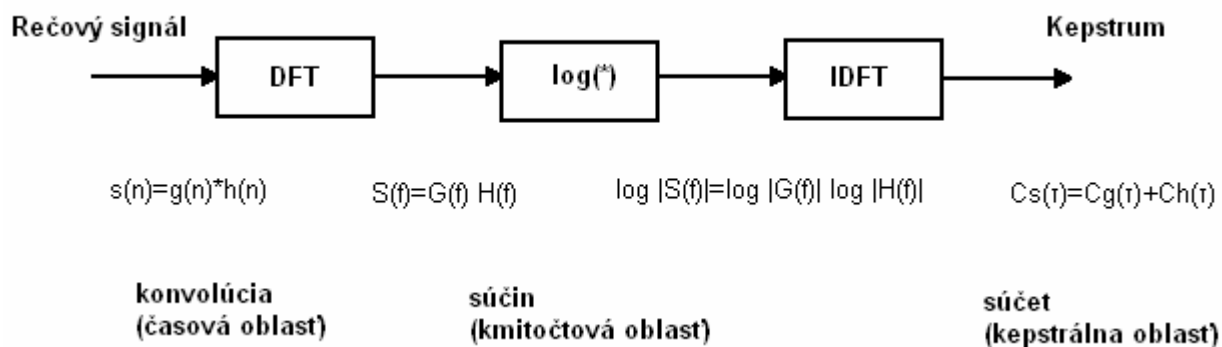 Rečový signál
Kepstrum
DFT
log(*)
IDFT
s(n)=g(n)*h(n)
S(f)=G(f) H(f)
log |S(f)|=log |G(f)| log |H(f)|
Cs(τ)=Cg(τ)+Ch(τ)
konvolúcia
(časová oblasť)
súčin
(kmitočtová oblasť)
súčet
(kepstrálna oblasť)